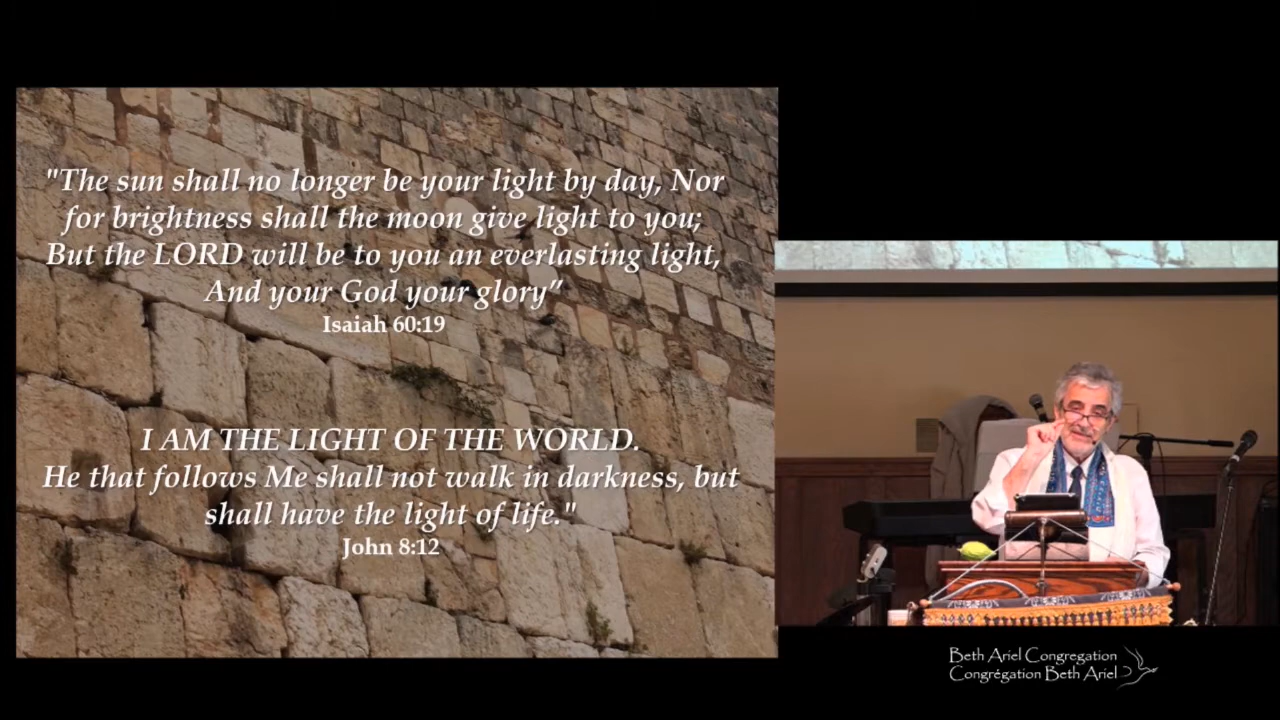 "The sun shall no longer be your light by day, Nor
for brightness shall the moon give light to you;
But the LORD will be to you an everlasting light,
And your God your glory”
Isaiah 60:19
I AM THE LIGHT OF THE WORLD.
He that follows Me shall not walk in darkness, but
shall have the light of life."
John 8:12
Beth Ariel Congregation
Congrégation Beth Ariel